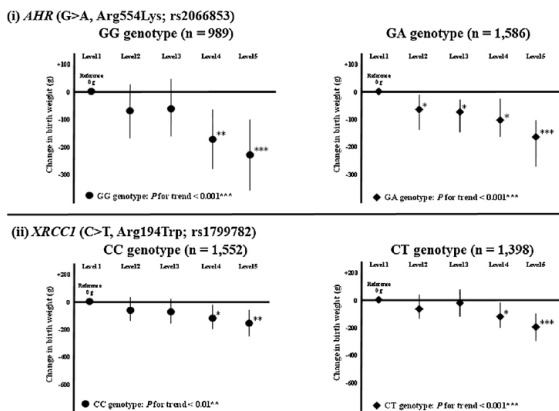 (i) AHR (G>A, Arg554Lys; rs2066853)
GG genotype (n = 989)
Level1 Level2 Level3 Level4 Level5
Change in birth weight (g)
+100
0
-100
-200
-300
Reference
0 g
**
***
GG genotype: P for trend < 0.001^^^
GA genotype (n = 1,586)
Level1 Level2 Level3 Level4 Level5
Change in birth weight (g)
+100
0
-100
-200
-300
Reference
0 g
*
*
*
***
GA genotype: P for trend < 0.001^^^
(ii) XRCC1 (C>T, Arg194Trp; rs1799782)
CC genotype (n = 1,552)
Level1 Level2 Level3 Level4 Level5
Change in birth weight (g)
+200
0
-200
-400
-600
Reference
0 g
*
**
CC genotype: P for trend < 0.01^^
CT genotype (n = 1,398)
Level1 Level2 Level3 Level4 Level5
Change in birth weight (g)
+200
0
-200
-400
-600
Reference
0 g
*
***
CT genotype: P for trend < 0.001^^^